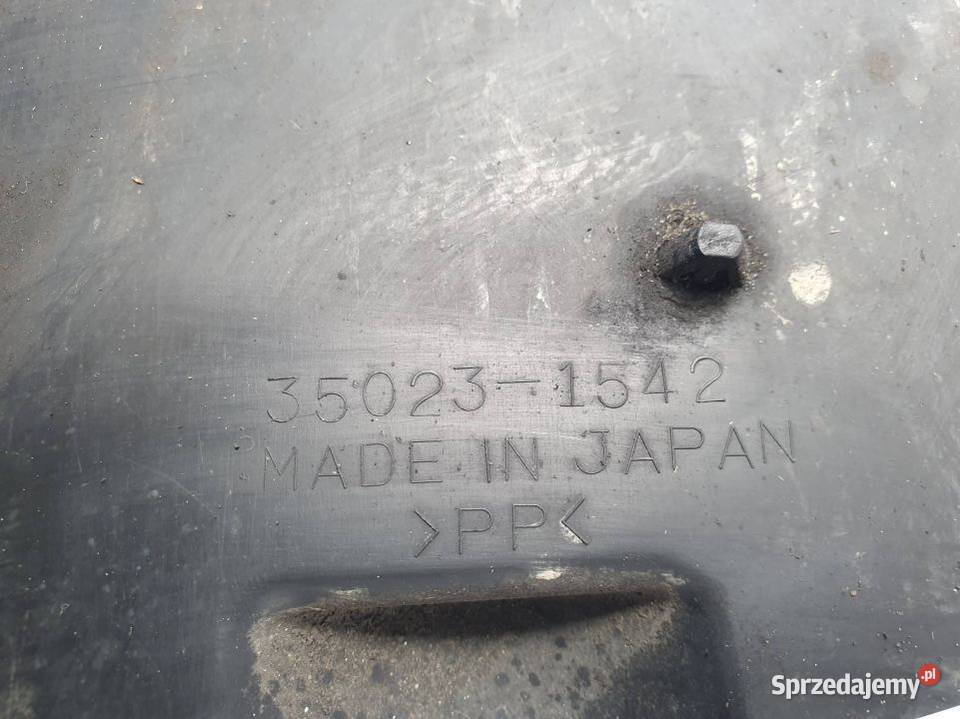 35023-1542
MADE IN JAPAN
>PP<
Sprzedajemy.pl